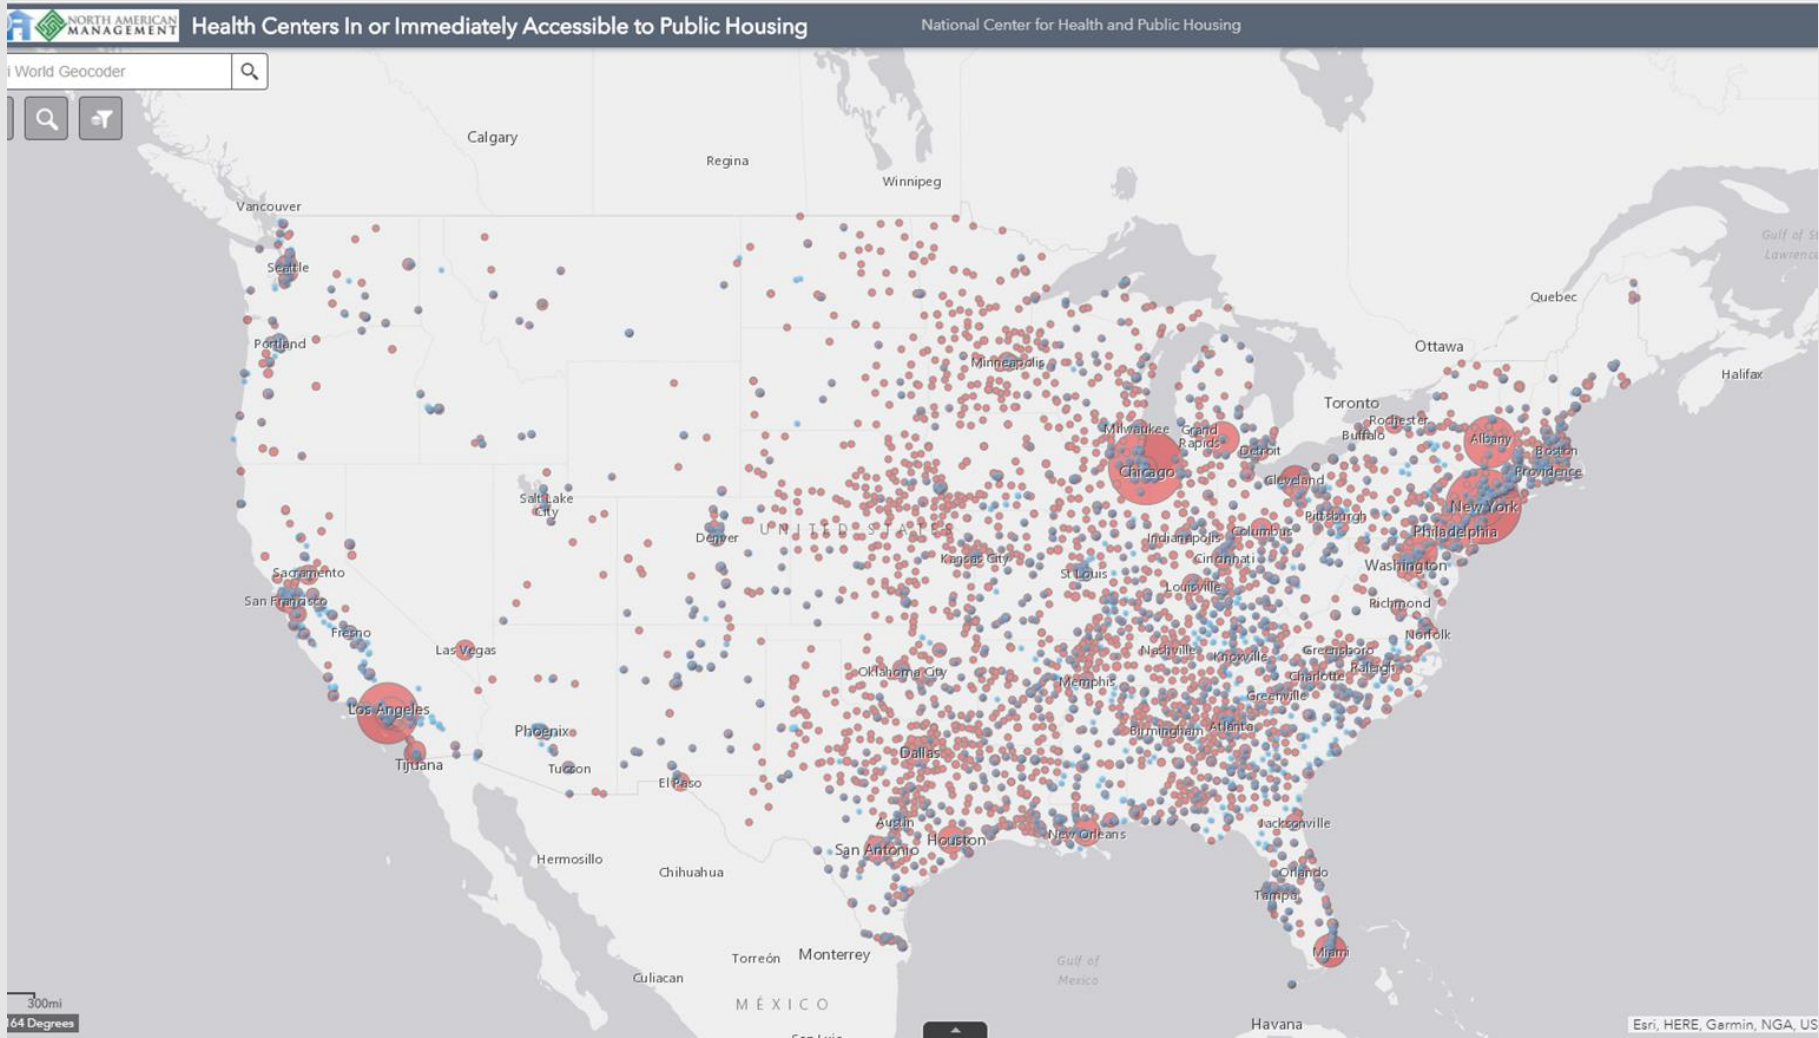 NORTH AMERICAN
MANAGEMENT
Health Centers In or Immediately Accessible to Public Housing
National Center for Health and Public Housing
i World Geocoder
Calgary
Regina
Winnipeg
Vancouver
Gulf of St
Lawrence
Seattle
Quebec
Portland
Ottawa
Minneapolis
Halifax
Toronto
Rochester
Milwaukee
Grand
Rapids
Buffalo
Albany
Detroit
Boston
Chicago
Providence
Cleveland
Salt Lake
City
New York
Pittsburgh
UNITED STATES
Denver
Indianapolis
Columbus
Philadelphia
Kansas City
Cincinnati
Washington
Sacramento
St Louis
Louisville
San Francisco
Richmond
Fresno
Norfolk
Las Vegas
Nashville
Knoxville
Greensboro
Oklahoma City
Raleigh
Memphis
Charlotte
Greenville
Los Angeles
Phoenix
Birmingham
Atlanta
Dallas
Tijuana
Tucson
El Paso
Austin
Jacksonville
New Orleans
Houston
San Antonio
Hermosillo
Chihuahua
Orlando
Tampa
Miami
Torreón
Monterrey
Gulf of
Mexico
Culiacan
300mi
MÉXICO
164 Degrees
Havana
Esri, HERE, Garmin, NGA, US